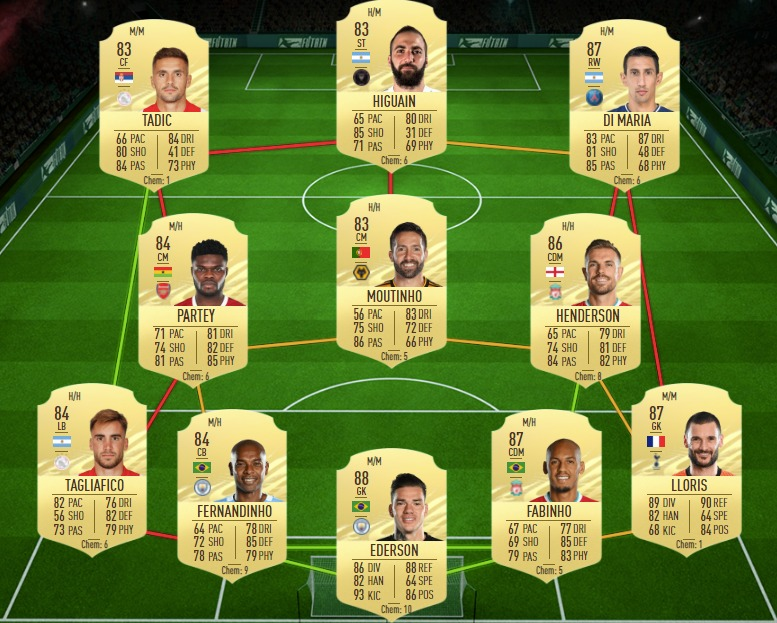 M/M
83
CF
TADIC
66 PAC 84 DRI
80 SHO 41 DEF
84 PAS 73 PHY
Chem: 1
H/M
83
ST
HIGUAIN
65 PAC 80 DRI
85 SHO 31 DEF
71 PAS 69 PHY
Chem: 6
M/M
87
RW
DI MARIA
83 PAC 87 DRI
81 SHO 48 DEF
85 PAS 68 PHY
Chem: 6
M/H
84
CM
PARTEY
71 PAC 81 DRI
74 SHO 82 DEF
81 PAS 85 PHY
Chem: 6
H/H
83
CM
MOUTINHO
56 PAC 83 DRI
75 SHO 72 DEF
86 PAS 66 PHY
Chem: 5
H/H
86
CDM
HENDERSON
65 PAC 79 DRI
74 SHO 81 DEF
84 PAS 82 PHY
Chem: 8
H/H
84
LB
TAGLIAFICO
82 PAC 76 DRI
56 SHO 82 DEF
73 PAS 79 PHY
Chem: 6
M/H
84
CB
FERNANDINHO
64 PAC 78 DRI
72 SHO 85 DEF
78 PAS 79 PHY
Chem: 9
M/M
88
GK
EDERSON
86 DIV 88 REF
82 HAN 64 SPE
93 KIC 86 POS
Chem: 10
M/H
87
CDM
FABINHO
67 PAC 77 DRI
69 SHO 85 DEF
79 PAS 83 PHY
Chem: 5
M/M
87
GK
LLORIS
89 DIV 90 REF
82 HAN 64 SPE
68 KIC 84 POS
Chem: 1